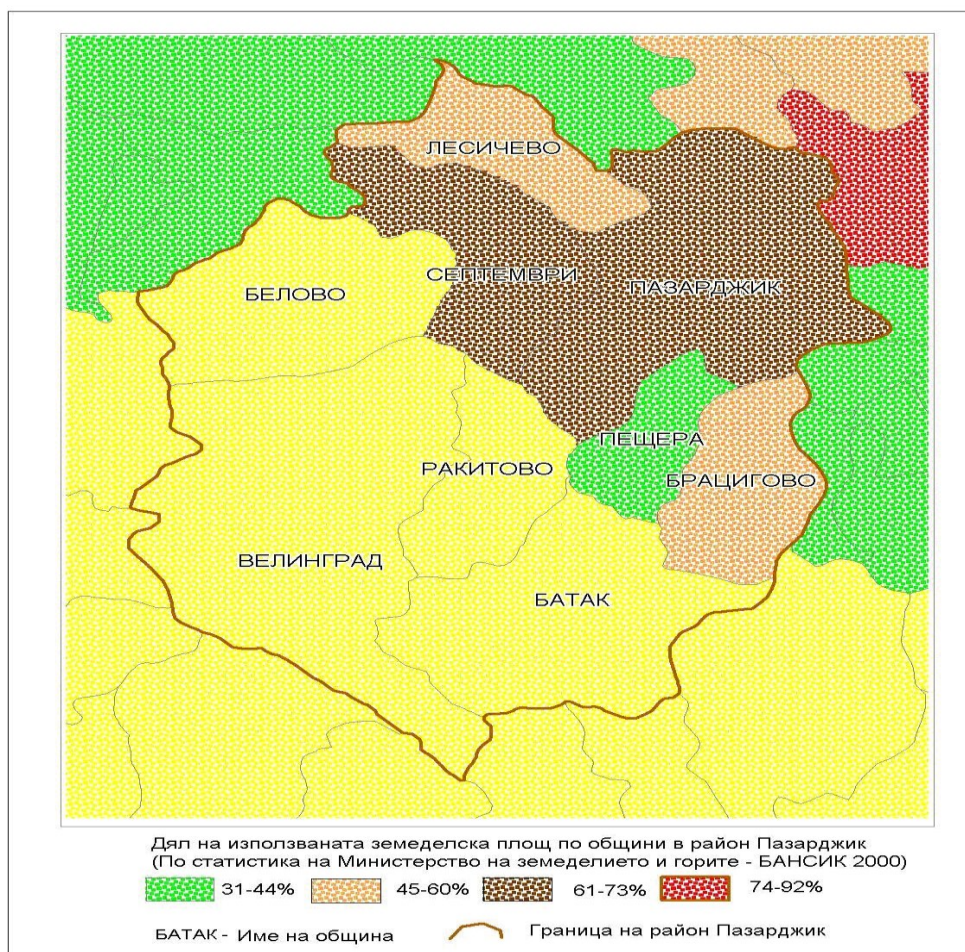 ЛЕСИЧЕВО
СЕПТЕМВРИ
ПАЗАРДЖИК
БЕЛОВО
ПЕЩЕРА
РАКИТОВО
БРАЦИГОВО
ВЕЛИНГРАД
БАТАК
Дял на използваната земеделска площ по общини в район Пазарджик
(По статистика на Министерство на земеделието и горите - БАНСИК 2000)
31-44% 45-60% 61-73% 74-92%
БАТАК - Име на община Граница на район Пазарджик